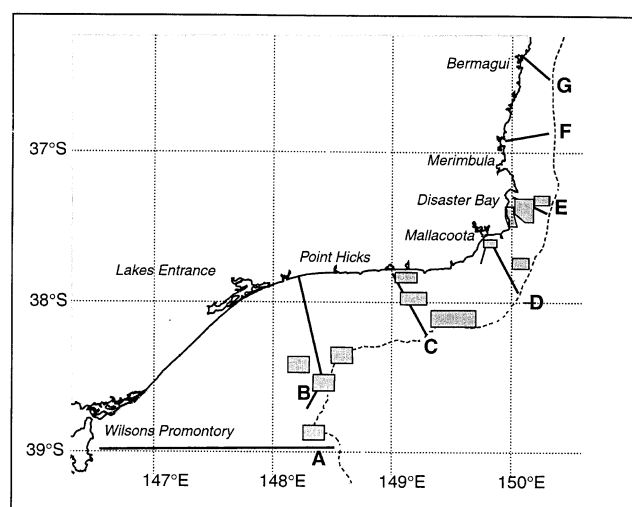 Bermagui
G
F
37°S
Merimbula
Disaster Bay
E
Mallacoota
Point Hicks
Lakes Entrance
D
38°S
C
B
Wilsons Promontory
39°S
A
147°E 148°E 149°E 150°E